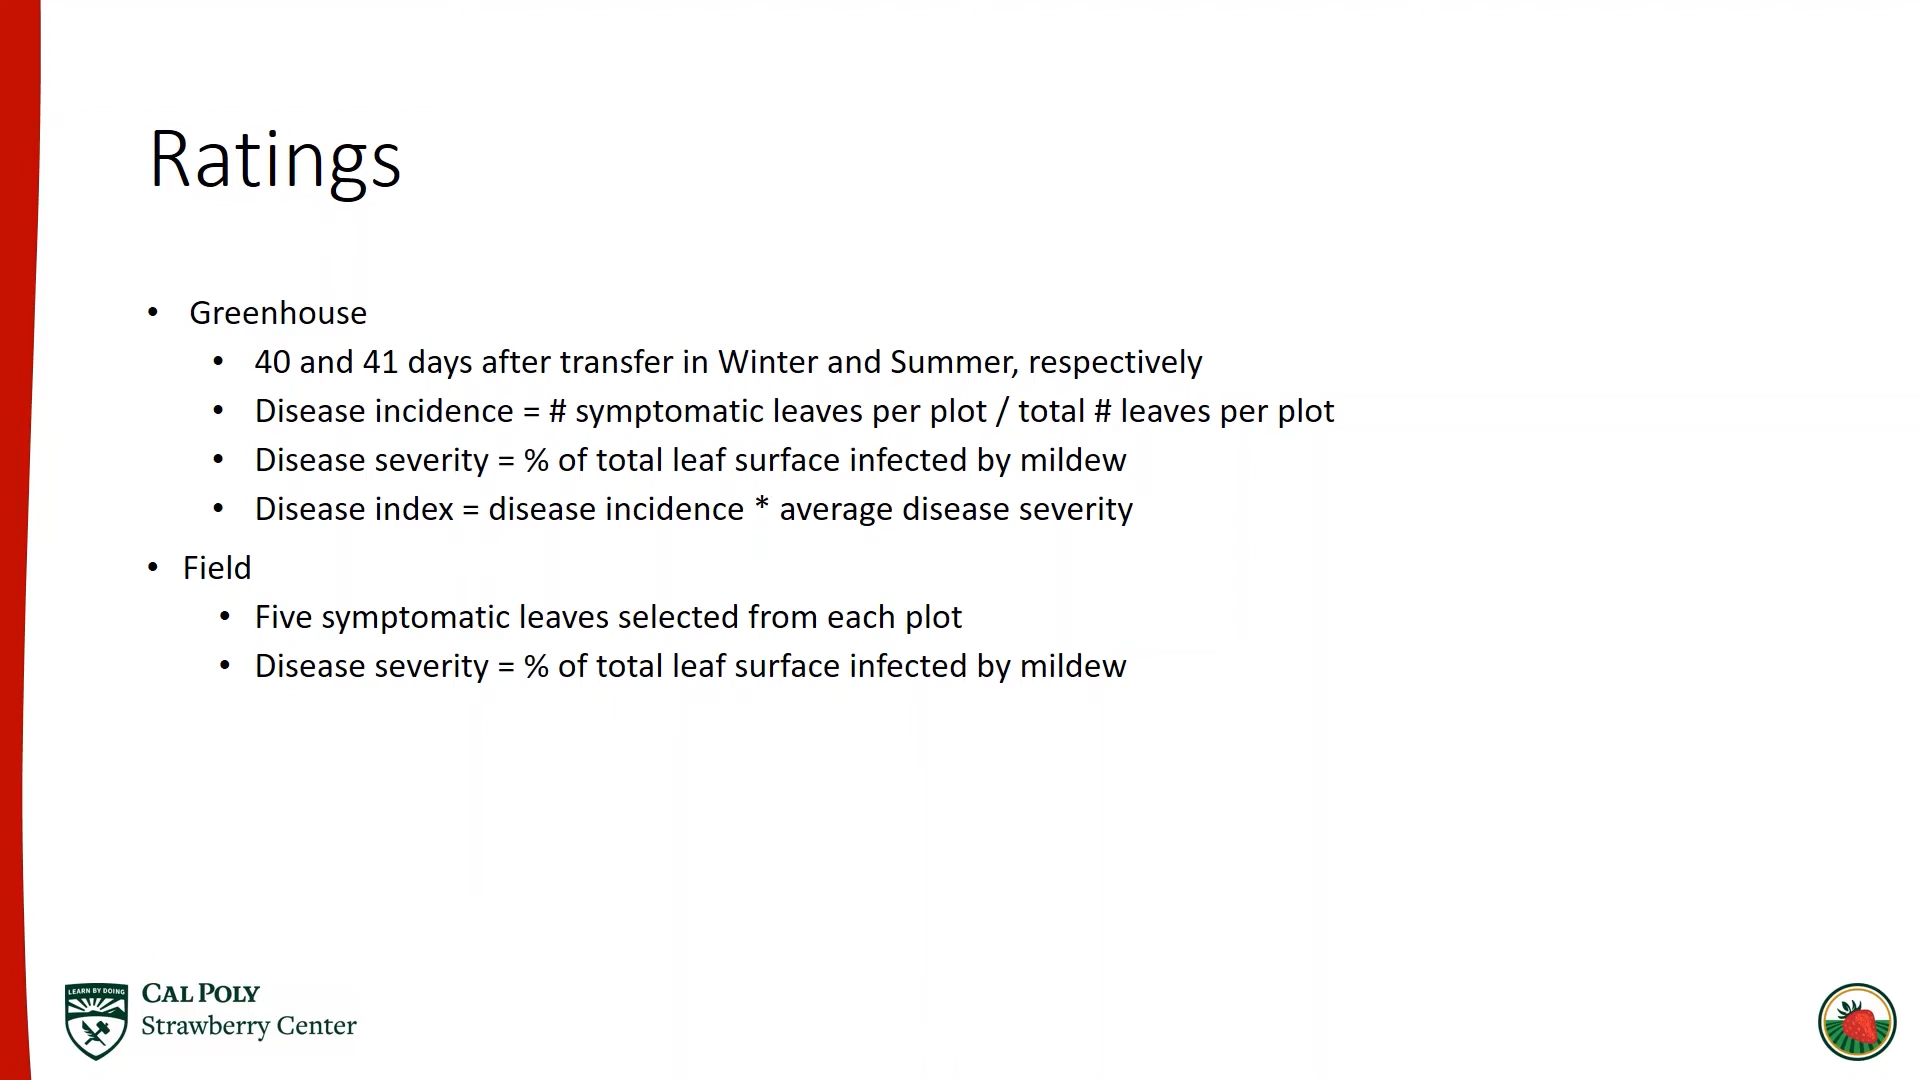 Ratings
• Greenhouse
• 40 and 41 days after transfer in Winter and Summer, respectively
• Disease incidence = # symptomatic leaves per plot / total # leaves per plot
• Disease severity = % of total leaf surface infected by mildew
• Disease index = disease incidence * average disease severity
• Field
• Five symptomatic leaves selected from each plot
• Disease severity = % of total leaf surface infected by mildew
LEARN BY DOING
CAL POLY
Strawberry Center